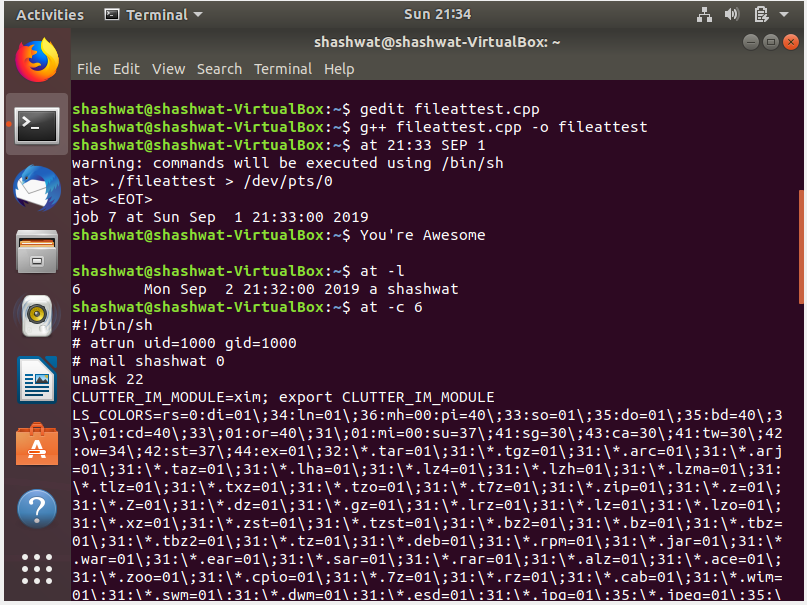 Activities Terminal Sun 21:34
shashwat@shashwat-VirtualBox: ~
File Edit View Search Terminal Help
shashwat@shashwat-VirtualBox:~$ gedit fileattest.cpp
shashwat@shashwat-VirtualBox:~$ g++ fileattest.cpp -o fileattest
shashwat@shashwat-VirtualBox:~$ at 21:33 SEP 1
warning: commands will be executed using /bin/sh
at> ./fileattest > /dev/pts/0
at> <EOT>
job 7 at Sun Sep  1 21:33:00 2019
shashwat@shashwat-VirtualBox:~$ You're Awesome
shashwat@shashwat-VirtualBox:~$ at -l
6       Mon Sep  2 21:32:00 2019 a shashwat
shashwat@shashwat-VirtualBox:~$ at -c 6
#!/bin/sh
# atrun uid=1000 gid=1000
# mail shashwat 0
umask 22
CLUTTER_IM_MODULE=xim; export CLUTTER_IM_MODULE
LS_COLORS=rs=0:di=01\;34:ln=01\;36:mh=00:pi=40\;33:so=01\;35:do=01\;35:bd=40\;3
3\;01:cd=40\;33\;01:or=40\;31\;01:mi=00:su=37\;41:sg=30\;43:ca=30\;41:tw=30\;42
:ow=34\;42:st=37\;44:ex=01\;32:\*.tar=01\;31:\*.tgz=01\;31:\*.arc=01\;31:\*.arj
=01\;31:\*.taz=01\;31:\*.lha=01\;31:\*.lz4=01\;31:\*.lzh=01\;31:\*.lzma=01\;31:
\*.tlz=01\;31:\*.txz=01\;31:\*.tzo=01\;31:\*.t7z=01\;31:\*.zip=01\;31:\*.z=01\;
31:\*.Z=01\;31:\*.dz=01\;31:\*.gz=01\;31:\*.lrz=01\;31:\*.lz=01\;31:\*.lzo=01\;
31:\*.xz=01\;31:\*.zst=01\;31:\*.tzst=01\;31:\*.bz2=01\;31:\*.bz=01\;31:\*.tbz=
01\;31:\*.tbz2=01\;31:\*.tz=01\;31:\*.deb=01\;31:\*.rpm=01\;31:\*.jar=01\;31:\*
.war=01\;31:\*.ear=01\;31:\*.sar=01\;31:\*.rar=01\;31:\*.alz=01\;31:\*.ace=01\;
31:\*.zoo=01\;31:\*.cpio=01\;31:\*.7z=01\;31:\*.rz=01\;31:\*.cab=01\;31:\*.wim=
01\;31:\*.swm=01\;31:\*.dwm=01\;31:\*.esd=01\;31:\*.jpg=01\;35:\*.jpeg=01\;35:\